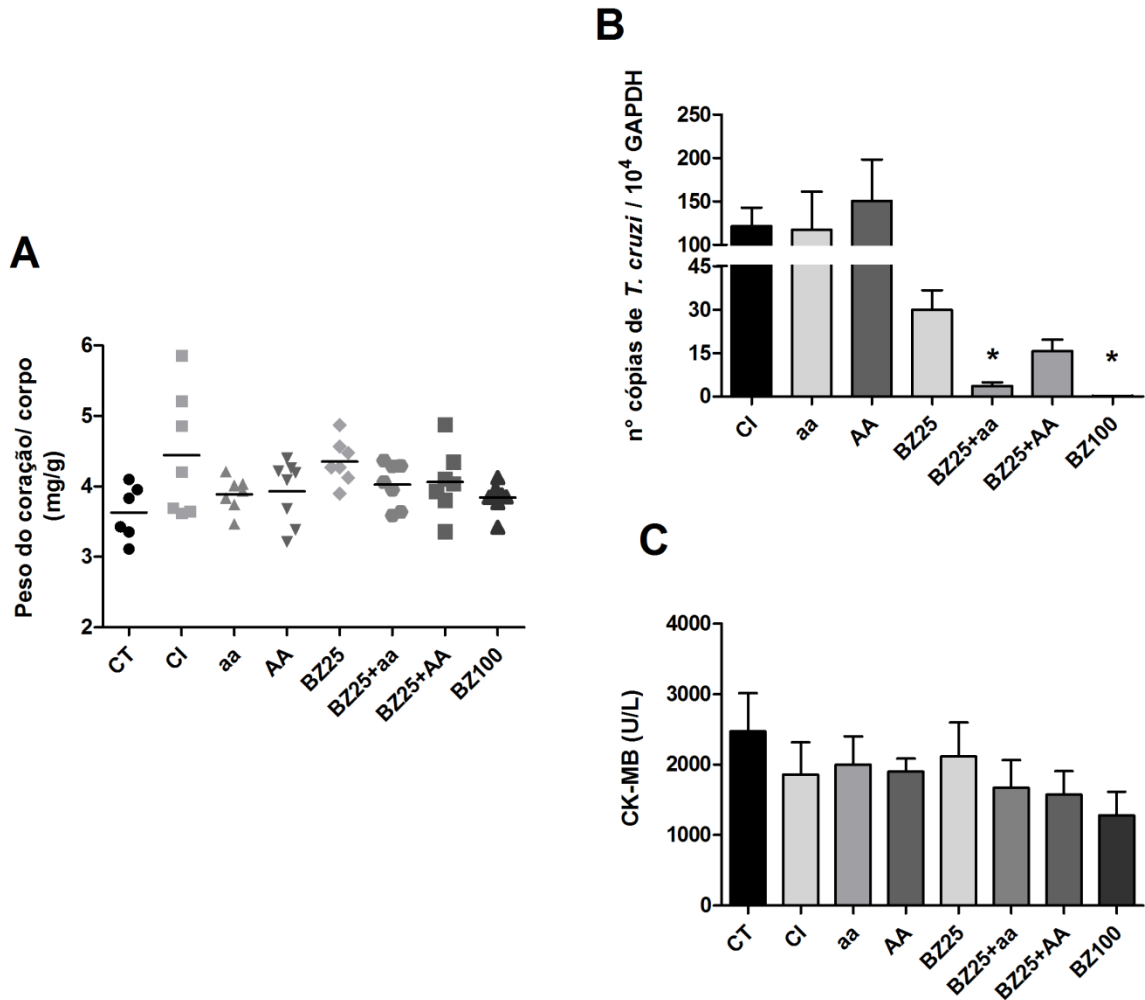 A
Peso do coração/ corpo
(mg/g)
6
5
4
3
2
CT
CI
aa
AA
BZ25
BZ25+aa
BZ25+AA
BZ100
B
n° cópias de T. cruzi / 10⁴ GAPDH
250
200
150
100
45
30
15
0
*
*
CI
aa
AA
BZ25
BZ25+aa
BZ25+AA
BZ100
C
CK-MB (U/L)
4000
3000
2000
1000
0
CT
CI
aa
AA
BZ25
BZ25+aa
BZ25+AA
BZ100